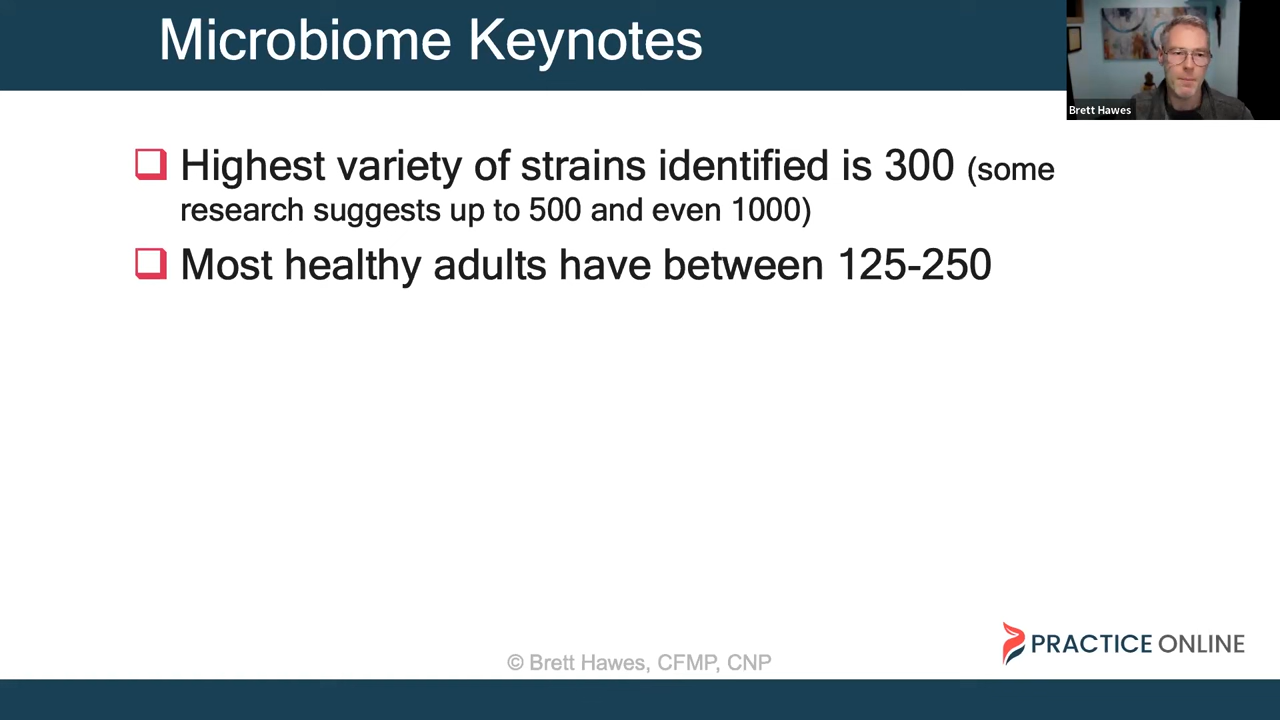 Microbiome Keynotes
Brett Hawes
Highest variety of strains identified is 300 (some
research suggests up to 500 and even 1000)
Most healthy adults have between 125-250
PRACTICE ONLINE
© Brett Hawes, CFMP, CNP